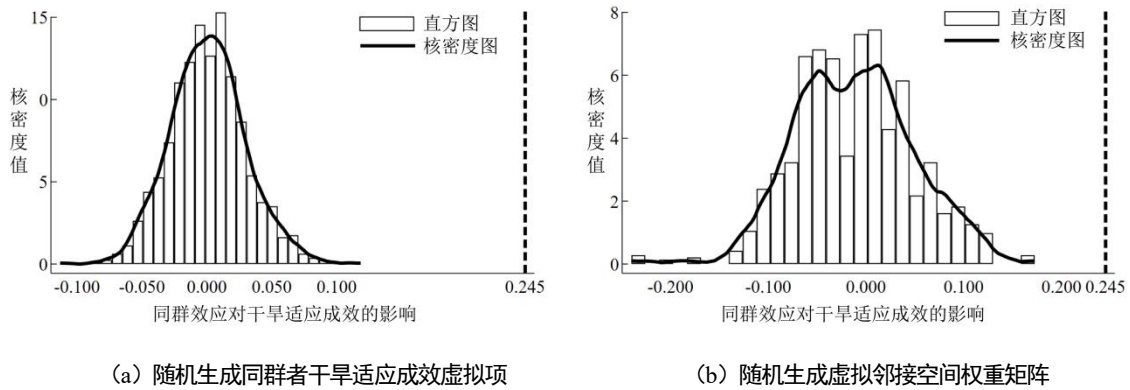 15
0
5
0
核密度值
直方图
核密度图
-0.100 -0.050 0.000 0.050 0.100 0.245
同群效应对干旱适应成效的影响
(a)随机生成同群者干旱适应成效虚拟项
8
6
4
2
0
核密度值
直方图
核密度图
-0.200 -0.100 0.000 0.100 0.200 0.245
同群效应对干旱适应成效的影响
(b)随机生成虚拟邻接空间权重矩阵